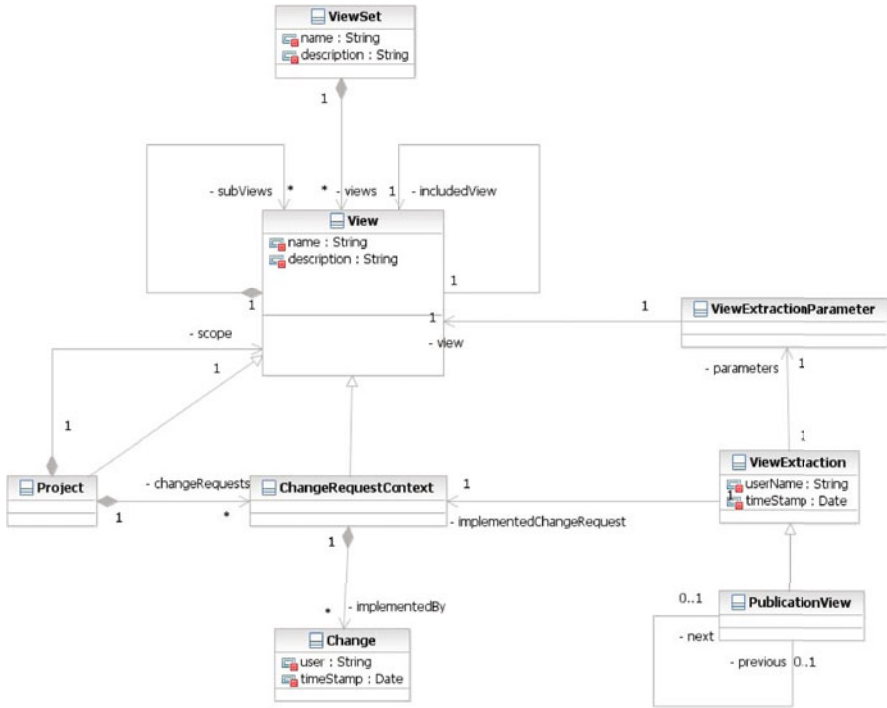 ViewSet
name : String
description : String
1
- subViews * * - views 1 - includedView
View
name : String
description : String
1
1
- scope
1
1
1
- view
1
ViewExtractionParameter
- parameters 1
1
ViewExtraction
userName : String
1
timeStamp : Date
Project
1
- changeRequests
*
ChangeRequestContext
1
- implementedChangeRequest
1
* - implementedBy
Change
user : String
timeStamp : Date
0..1
PublicationView
- next
- previous 0..1